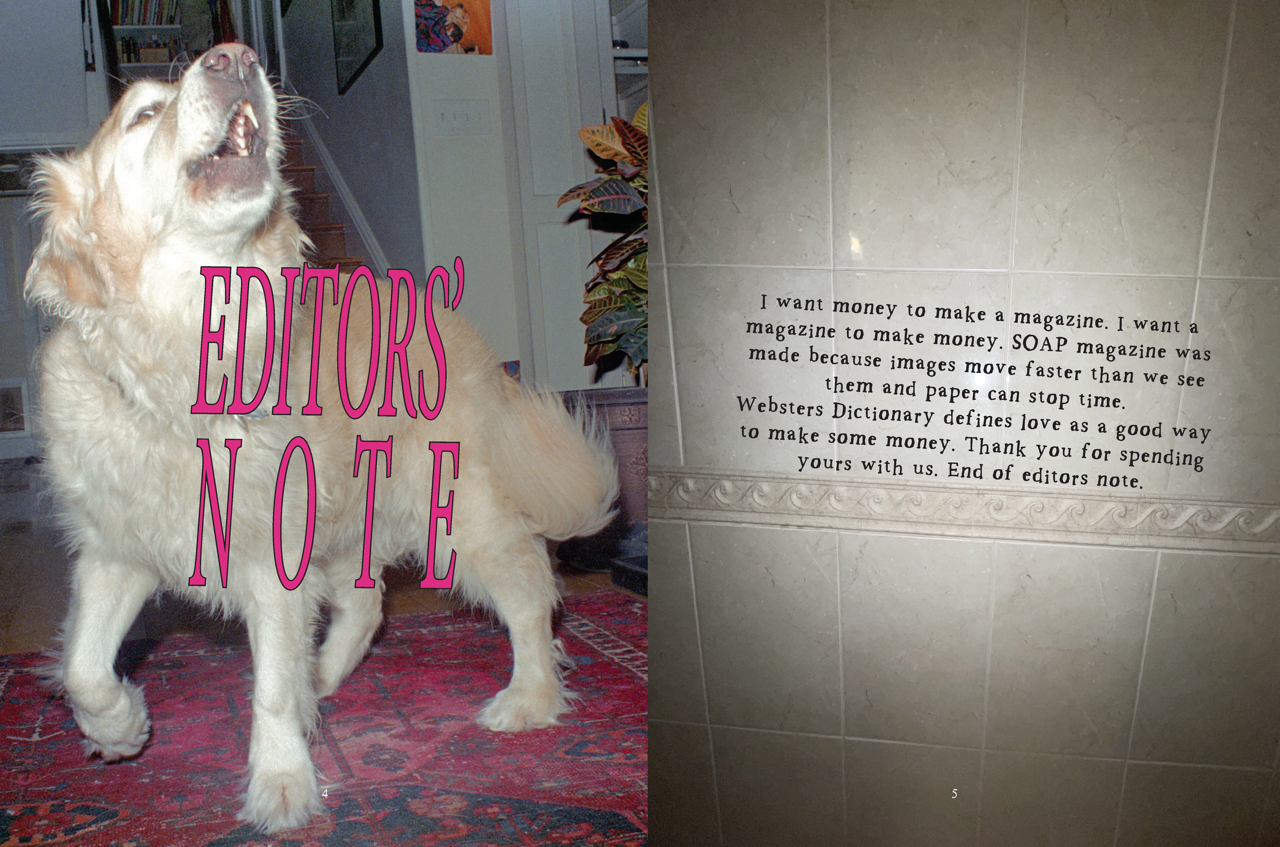 EDITORS'
NOTE
4
I want money to make a magazine. I want a
magazine to make money. SOAP magazine was
made because images move faster than we see
them and paper can stop time.
Websters Dictionary defines love as a good way
to make some money. Thank you for spending
yours with us. End of editors note.
5